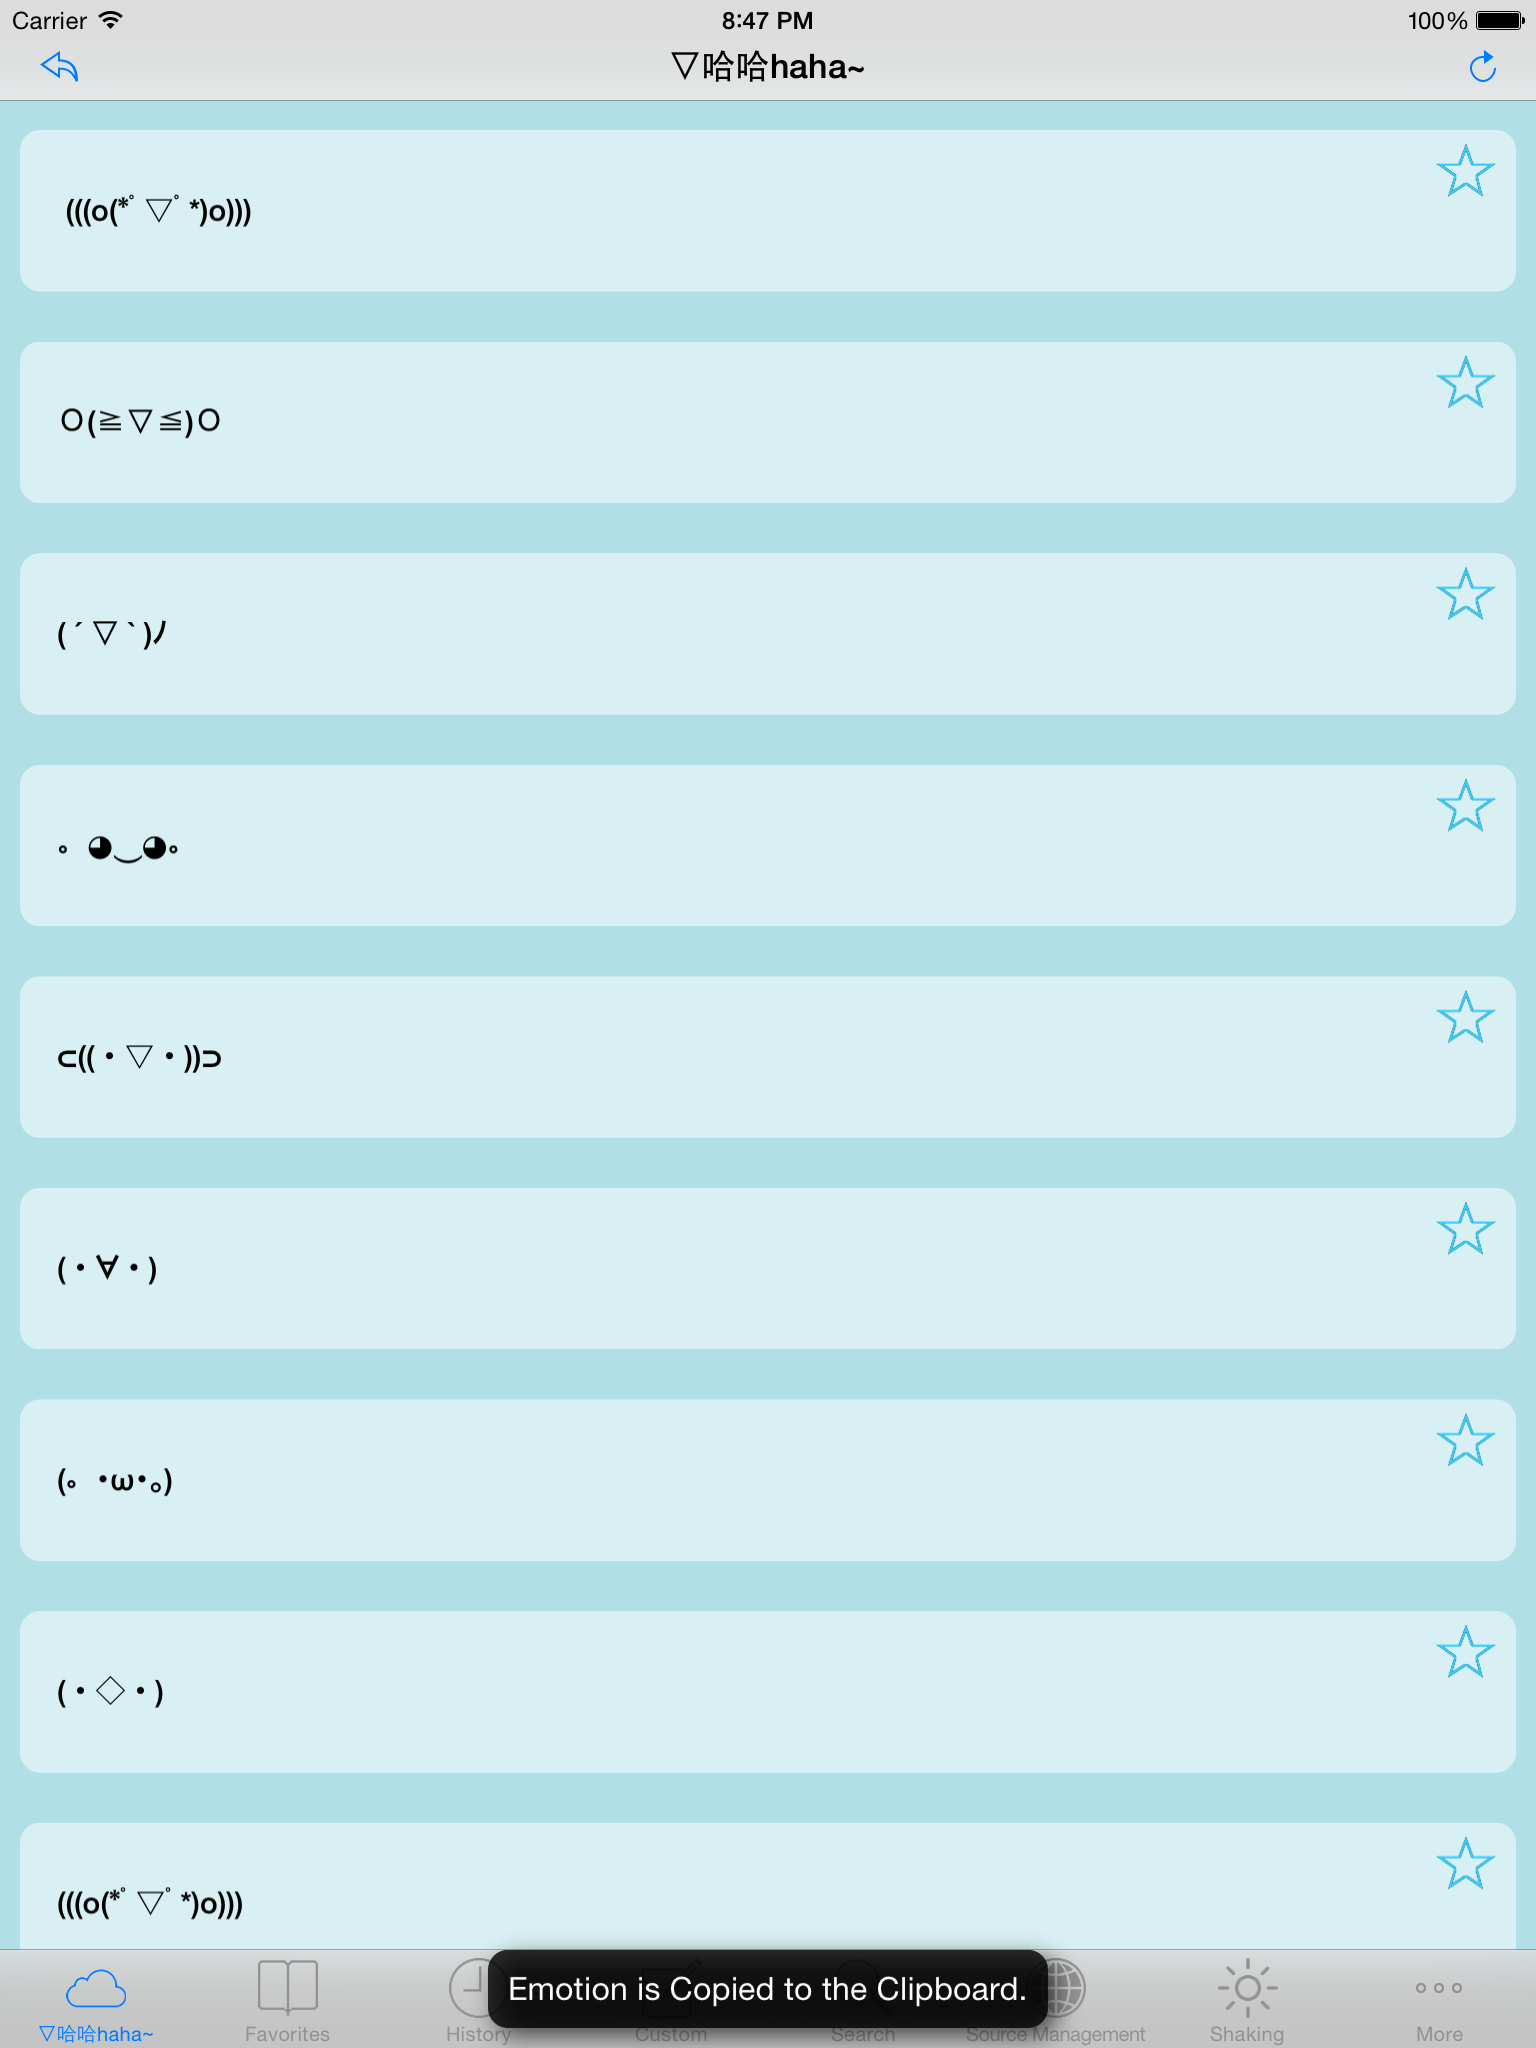 Carrier 8:47 PM 100%
▽哈哈haha~
(((o(*ﾟ▽ﾟ*)o)))
Ｏ(≧▽≦)Ｏ
( ´ ▽ ` )ﾉ
｡ ◕‿◕｡
⊂((・▽・))⊃
(・∀・)
(｡ ･ω･｡)
(・◇・)
(((o(*ﾟ▽ﾟ*)o)))
Emotion is Copied to the Clipboard.
▽哈哈haha~ Favorites History Custom Search Source Management Shaking More